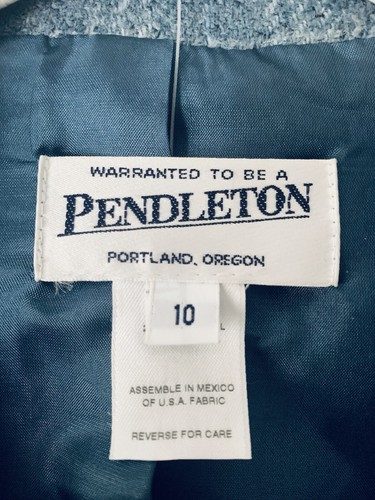 WARRANTED TO BE A
PENDLETON
PORTLAND, OREGON
10
ASSEMBLE IN MEXICO
OF U.S.A. FABRIC
REVERSE FOR CARE